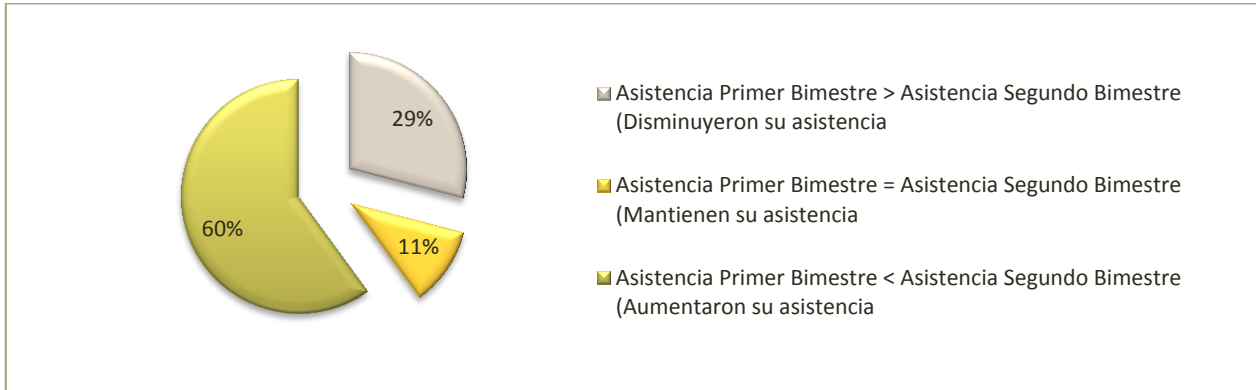 29%
11%
60%
Asistencia Primer Bimestre > Asistencia Segundo Bimestre
(Disminuyeron su asistencia
Asistencia Primer Bimestre = Asistencia Segundo Bimestre
(Mantienen su asistencia
Asistencia Primer Bimestre < Asistencia Segundo Bimestre
(Aumentaron su asistencia